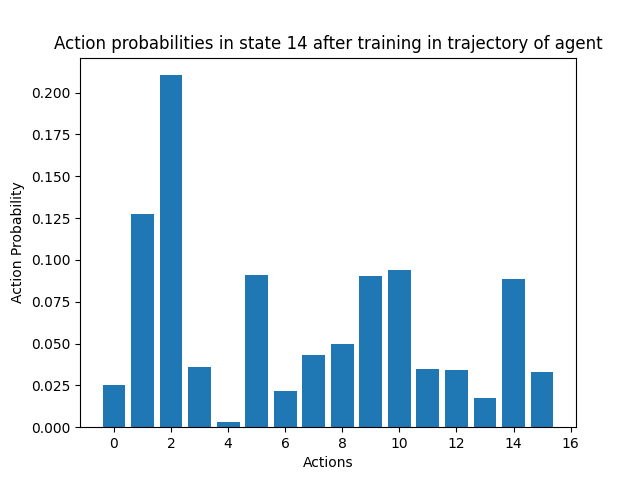 Action probabilities in state 14 after training in trajectory of agent
0.200
0.175
0.150
0.125
0.100
0.075
0.050
0.025
0.000
Action Probability
0 2 4 6 8 10 12 14 16
Actions